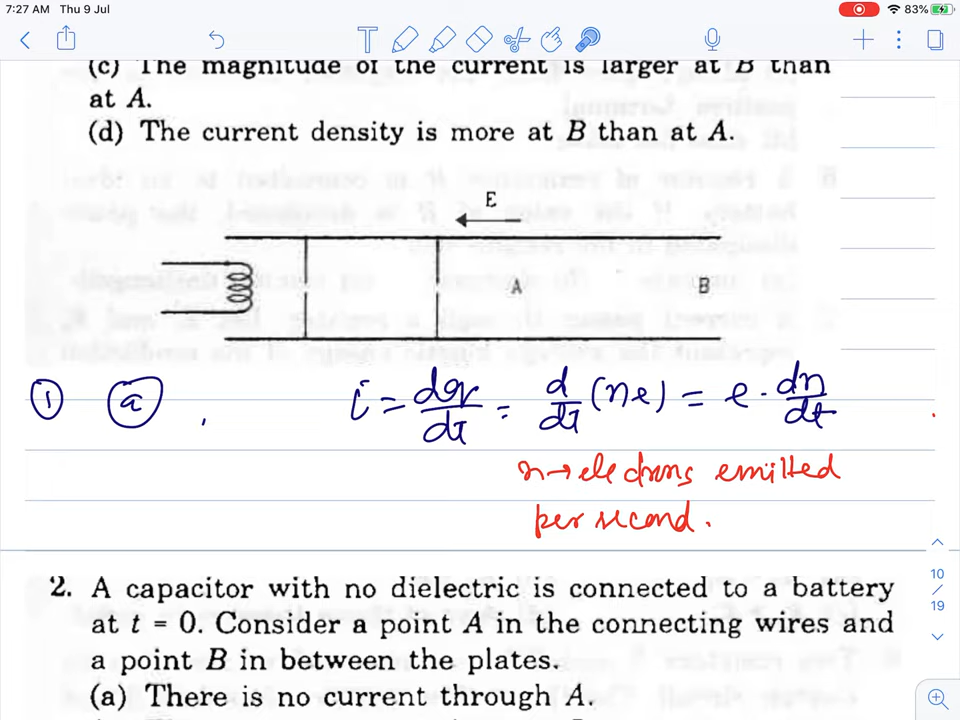 7:27 AM Thu 9 Jul
83%
(c) The magnitude of the current is larger at B than
at A.
(d) The current density is more at B than at A.
E
A
B
① ⓐ , i = dq/dt = d/dt (ne) = e · dn/dt
n → electrons emitted
per second.
2. A capacitor with no dielectric is connected to a battery
at t = 0. Consider a point A in the connecting wires and
a point B in between the plates.
(a) There is no current through A.
10
/
19